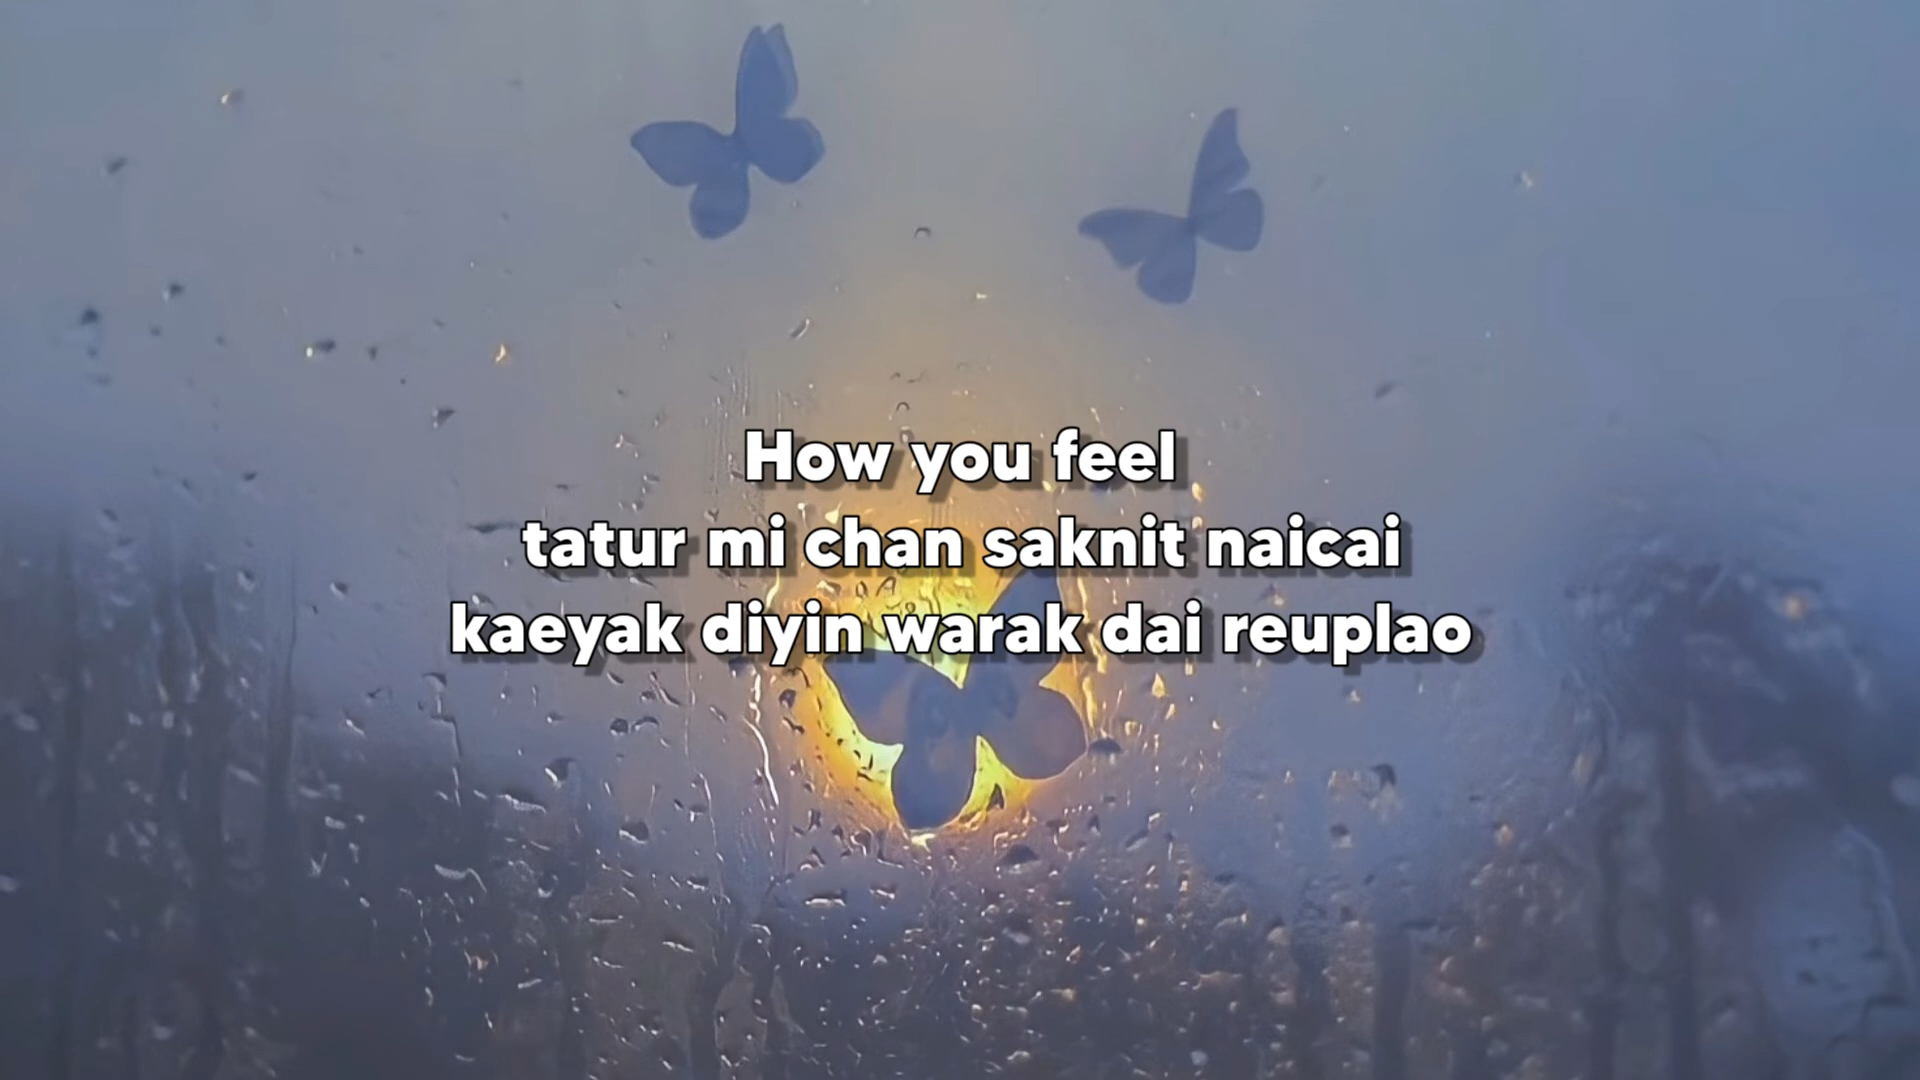 How you feel
tatur mi chan saknit naicai
kaeyak diyin warak dai reuplao